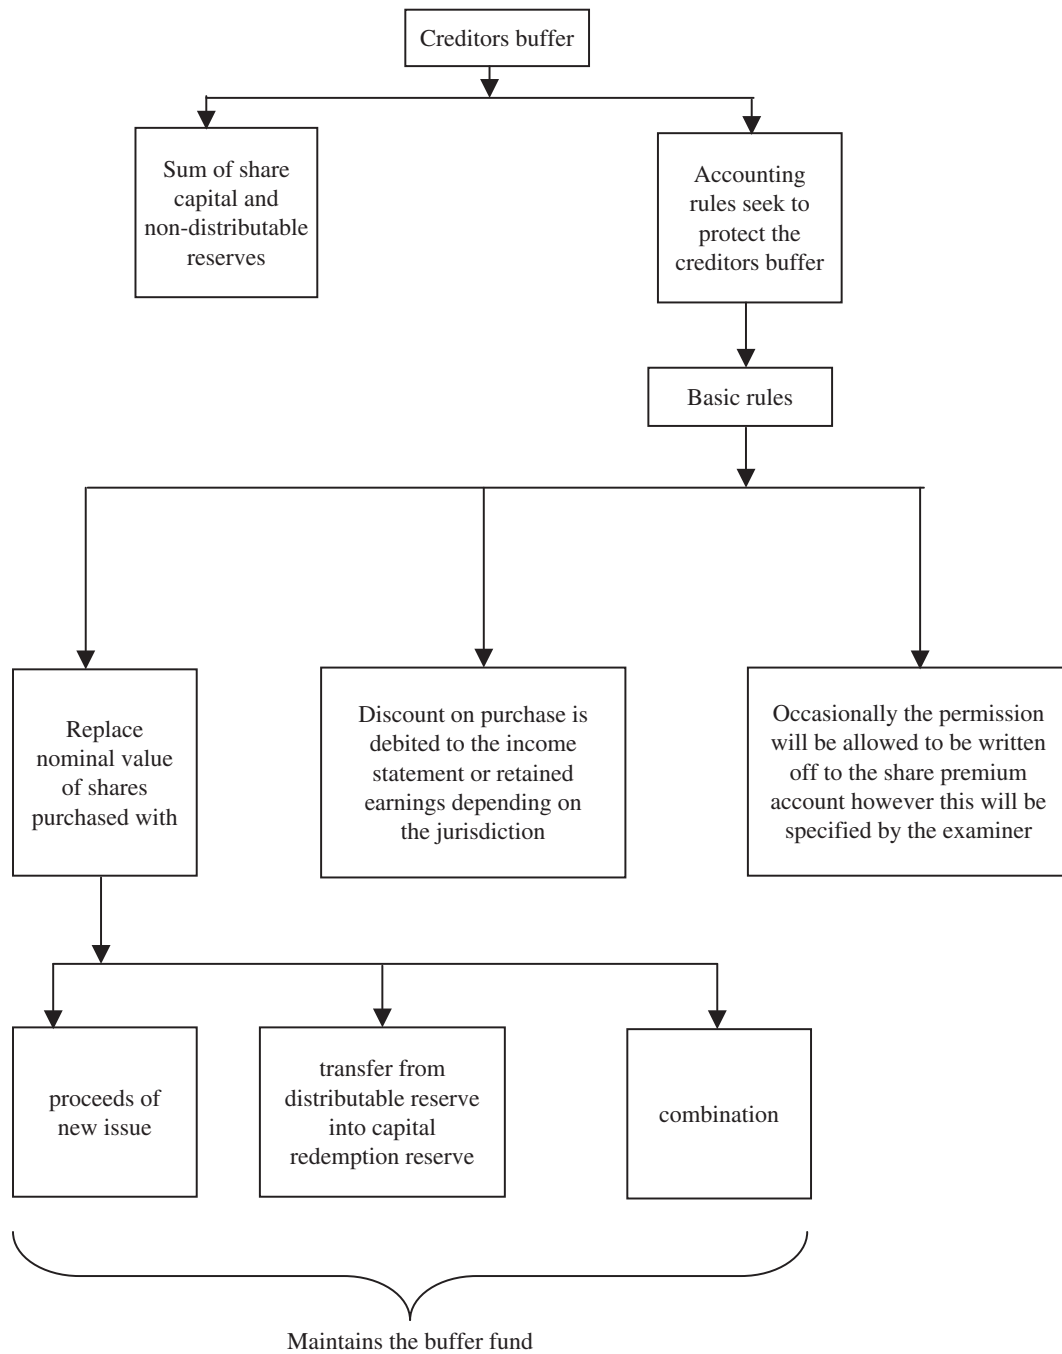 Creditors buffer
Sum of share
capital and
non-distributable
reserves
Accounting
rules seek to
protect the
creditors buffer
Basic rules
Replace
nominal value
of shares
purchased with
Discount on purchase is
debited to the income
statement or retained
earnings depending on
the jurisdiction
Occasionally the permission
will be allowed to be written
off to the share premium
account however this will be
specified by the examiner
proceeds of
new issue
transfer from
distributable reserve
into capital
redemption reserve
combination
Maintains the buffer fund